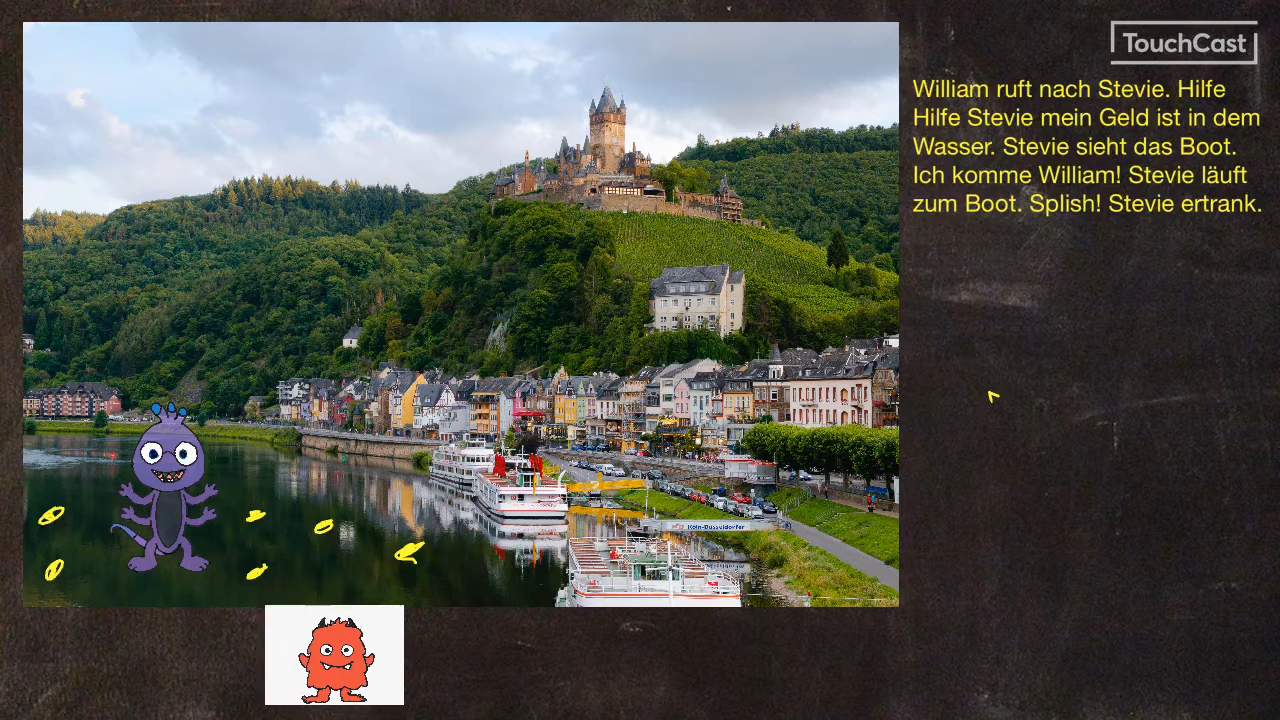 TouchCast
William ruft nach Stevie. Hilfe
Hilfe Stevie mein Geld ist in dem
Wasser. Stevie sieht das Boot.
Ich komme William! Stevie läuft
zum Boot. Splish! Stevie ertrank.
Köln-Düsseldorfer